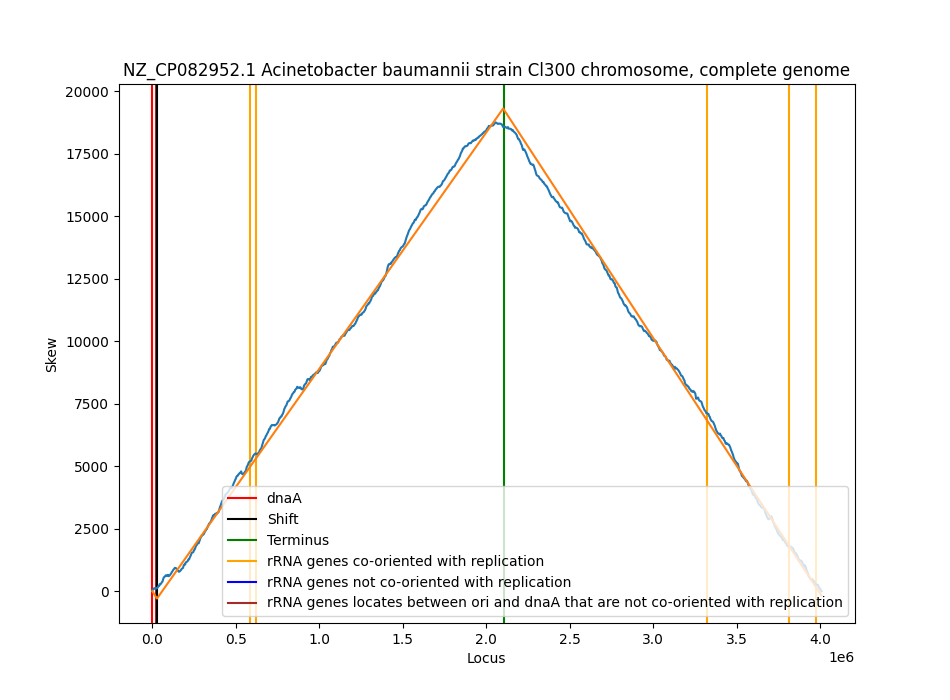 NZ_CP082952.1 Acinetobacter baumannii strain Cl300 chromosome, complete genome
20000
17500
15000
12500
10000
7500
5000
2500
0
Skew
dnaA
Shift
Terminus
rRNA genes co-oriented with replication
rRNA genes not co-oriented with replication
rRNA genes locates between ori and dnaA that are not co-oriented with replication
0.0 0.5 1.0 1.5 2.0 2.5 3.0 3.5 4.0
Locus
1e6